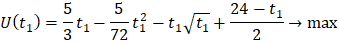 U(t₁) = 5/3 t₁ − 5/72 t₁² − t₁√t₁ + (24 − t₁)/2 → max